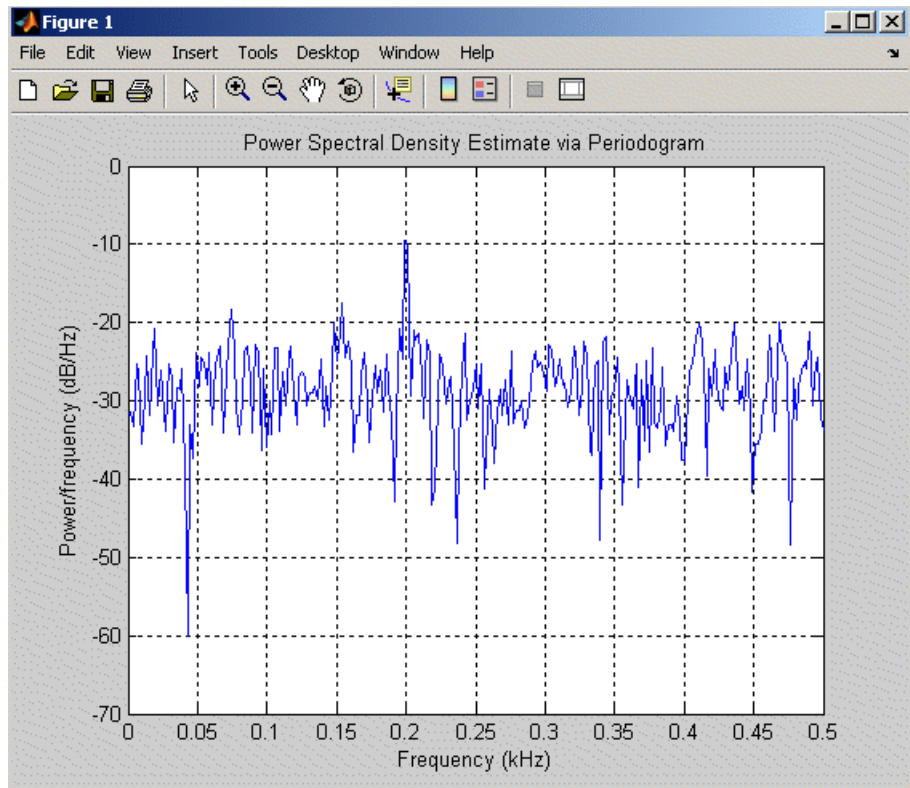 Figure 1
File Edit View Insert Tools Desktop Window Help
Power Spectral Density Estimate via Periodogram
0
-10
-20
-30
-40
-50
-60
-70
Power/frequency (dB/Hz)
0 0.05 0.1 0.15 0.2 0.25 0.3 0.35 0.4 0.45 0.5
Frequency (kHz)